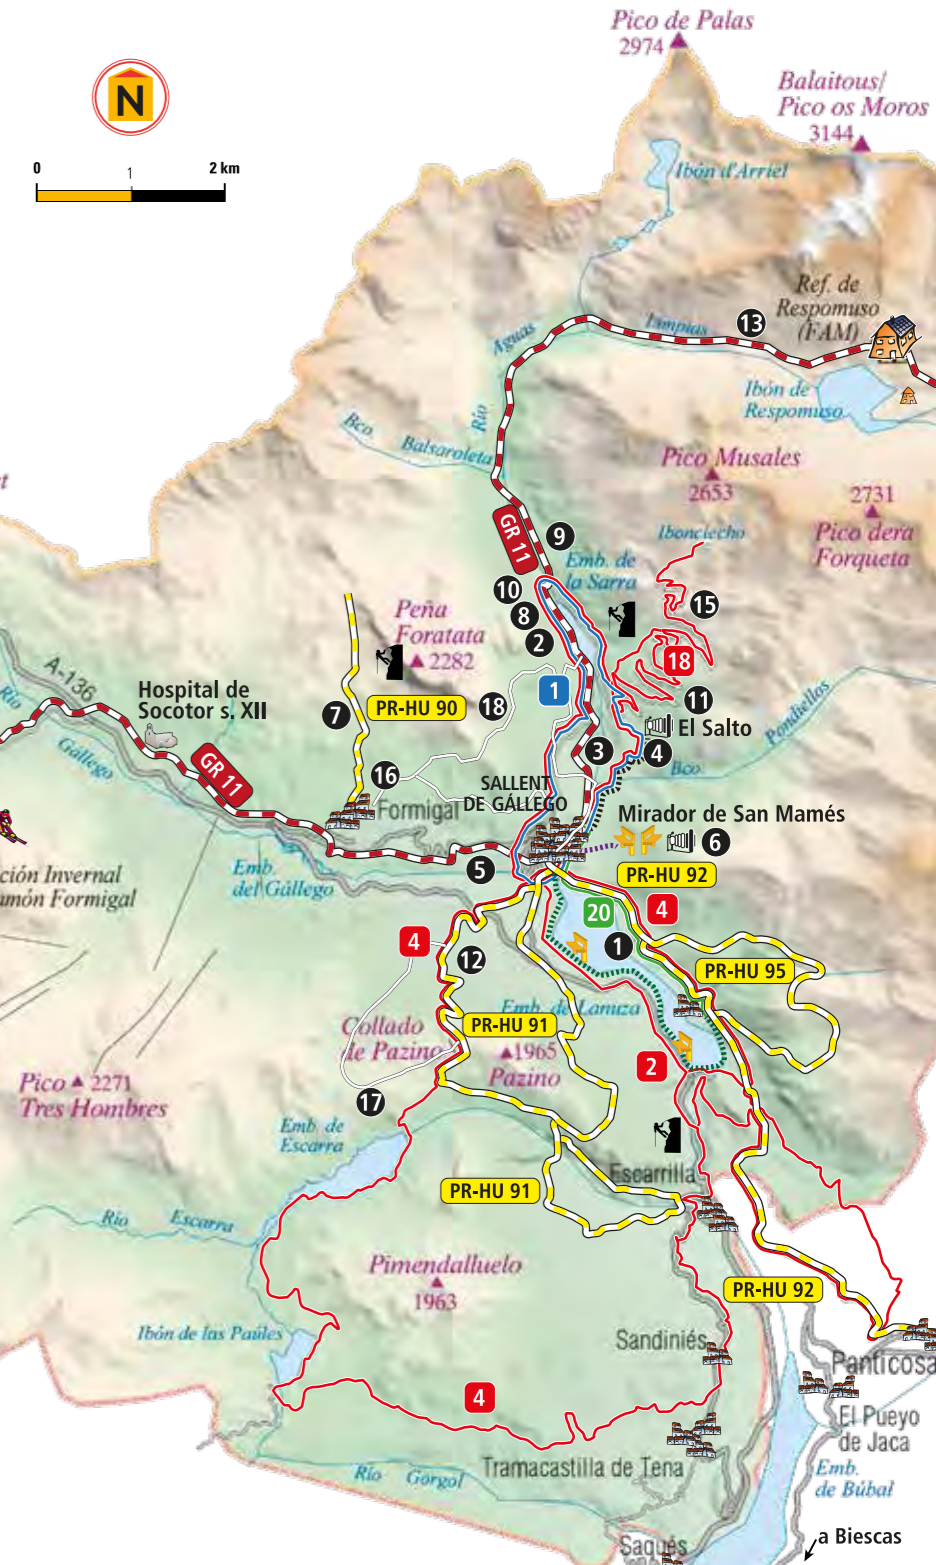 Pico de Palas
2974
N
Balaitous/
Pico os Moros
3144
0 1 2 km
Ibón d'Arriel
Ref. de
Respomuso
(FAM)
13
Aguas
Limpias
Ibón de
Respomuso
Río
Bco
Balsaroleta
Pico Musales
2653
2731
Pico dera
Forqueta
GR 11
9
Ibonciecho
Emb. de
la Sarra
10
8
2
15
Peña
Foratata
2282
18
A-136
Hospital de
Socotor s. XII
1
11
7
PR-HU 90
18
El Salto
Pondiellos
Río
Gállego
GR 11
3
4
Bco
16
SALLENT
DE GÁLLEGO
Formigal
Mirador de San Mamés
6
5
Emb.
del Gállego
PR-HU 92
ción Invernal
amón Formigal
20
4
1
4
12
PR-HU 95
Emb. de Lanuza
PR-HU 91
Collado
de Pazino
1965
Pazino
2
Pico 2271
Tres Hombres
17
Emb. de
Escarra
Escarrilla
PR-HU 91
Río Escarra
Pimendalluelo
1963
PR-HU 92
Ibón de las Paúles
Sandiniés
Panticosa
4
El Pueyo
de Jaca
Tramacastilla de Tena
Río Gorgol
Emb.
de Búbal
a Biescas
Saqués